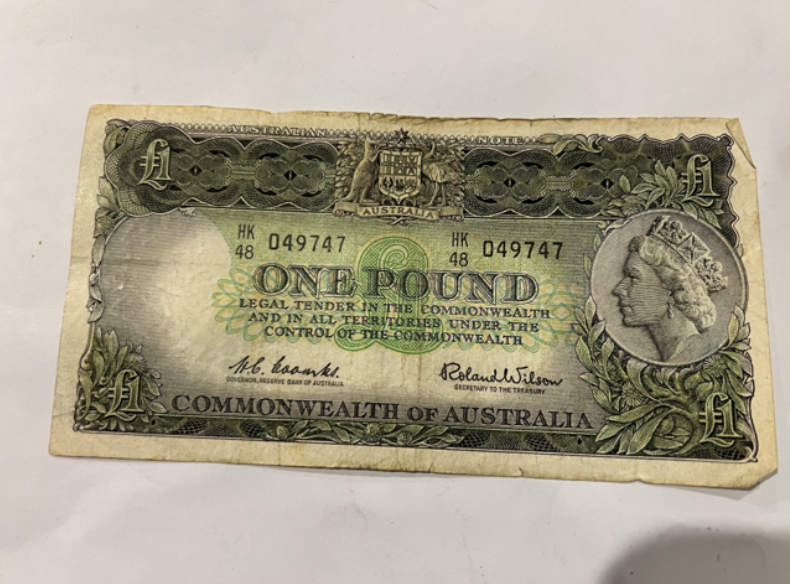 AUSTRALIAN NOTE
£1 £1
AUSTRALIA
HK 48 049747 HK 48 049747
ONE POUND
LEGAL TENDER IN THE COMMONWEALTH
AND IN ALL TERRITORIES UNDER THE
CONTROL OF THE COMMONWEALTH
H.C. Coombs. Roland Wilson
GOVERNOR, RESERVE BANK OF AUSTRALIA SECRETARY TO THE TREASURY
£1 COMMONWEALTH OF AUSTRALIA £1